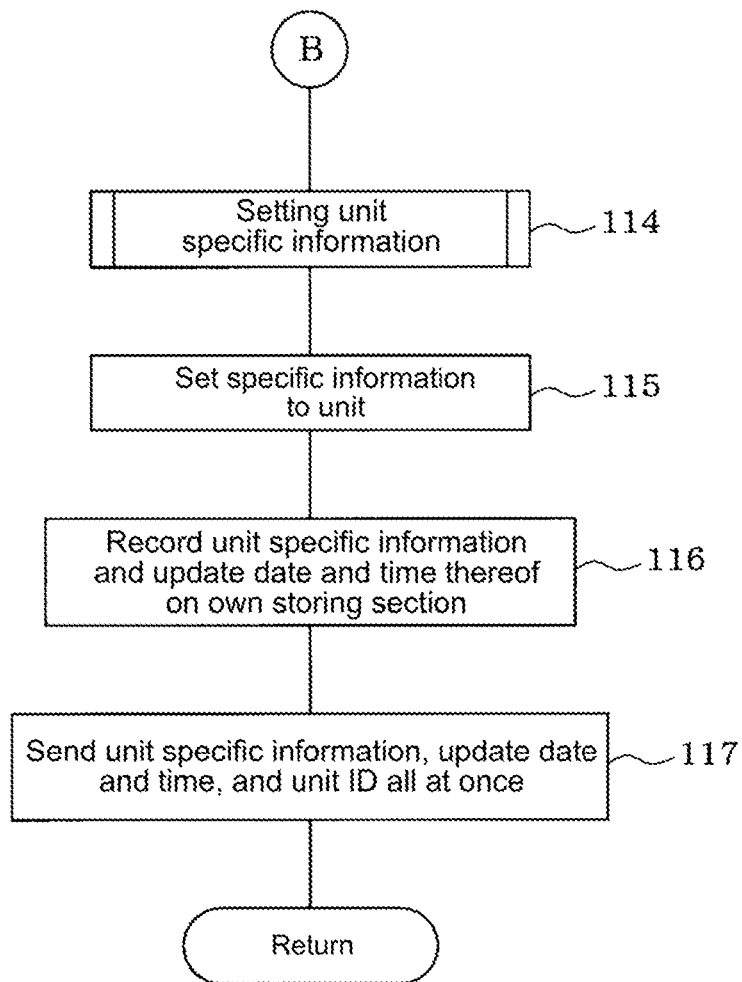 B
Setting unit
specific information
114
Set specific information
to unit
115
Record unit specific information
and update date and time thereof
on own storing section
116
Send unit specific information, update date
and time, and unit ID all at once
117
Return